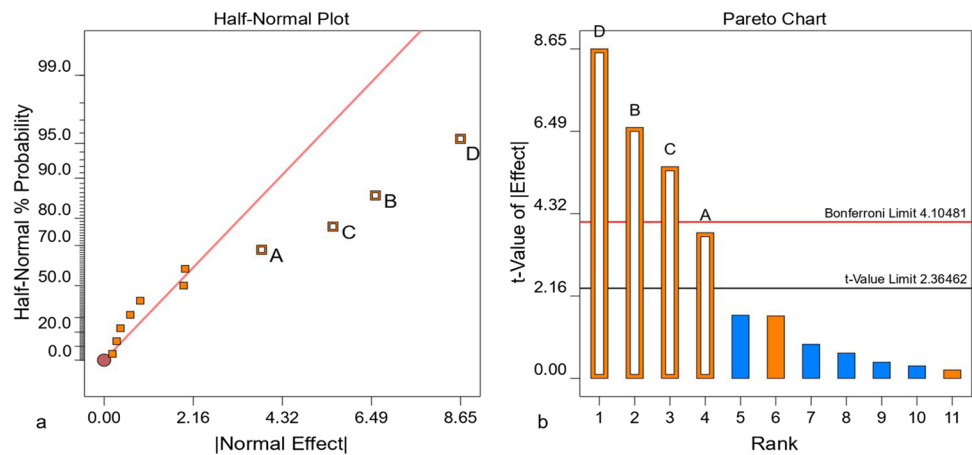 Half-Normal Plot
Half-Normal % Probability
99.0
95.0
90.0
80.0
70.0
50.0
20.0
0.0
D
B
C
A
0.00 2.16 4.32 6.49 8.65
|Normal Effect|
a
Pareto Chart
t-Value of |Effect|
8.65
6.49
4.32
2.16
0.00
D
B
C
A
Bonferroni Limit 4.10481
t-Value Limit 2.36462
1 2 3 4 5 6 7 8 9 10 11
Rank
b